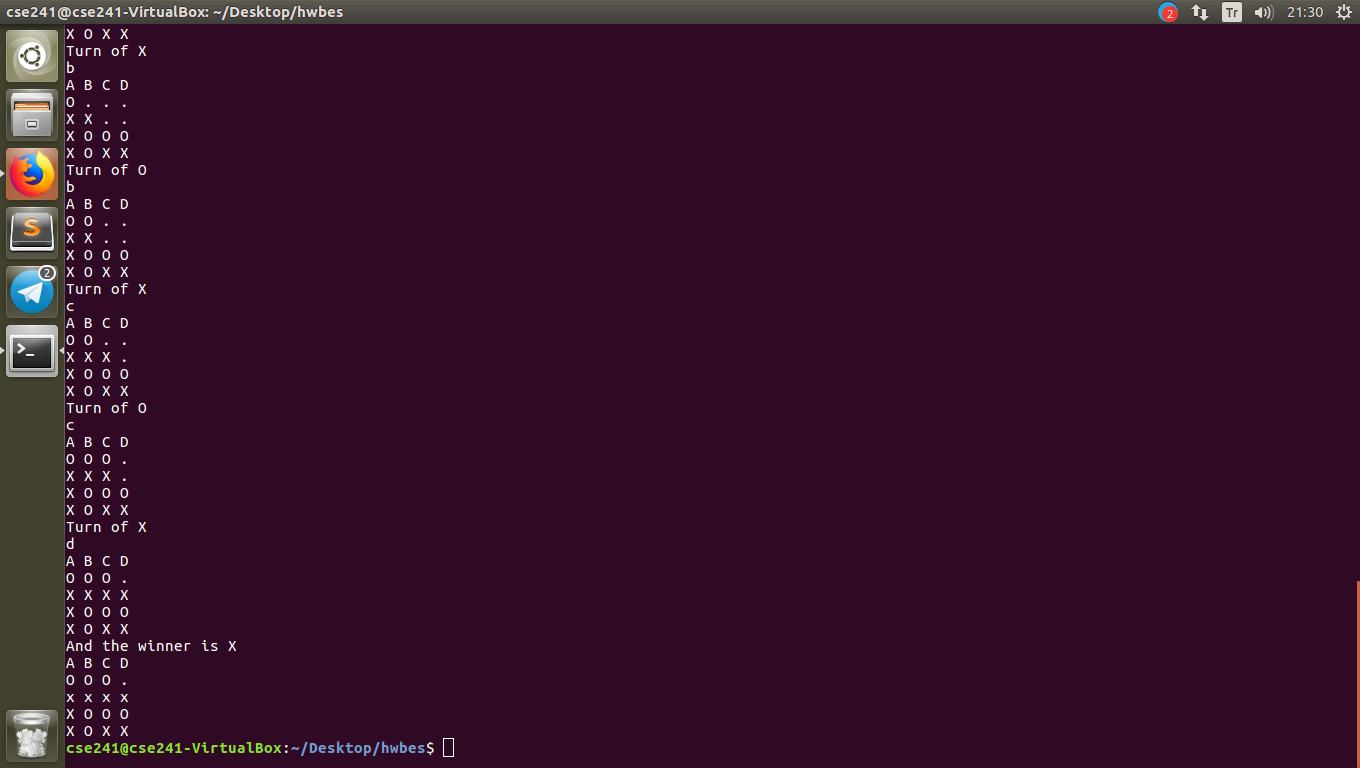 cse241@cse241-VirtualBox: ~/Desktop/hwbes
2
Tr
21:30
S
2
>_
X O X X
Turn of X
b
A B C D
O . . .
X X . .
X O O O
X O X X
Turn of O
b
A B C D
O O . .
X X . .
X O O O
X O X X
Turn of X
c
A B C D
O O . .
X X X .
X O O O
X O X X
Turn of O
c
A B C D
O O O .
X X X .
X O O O
X O X X
Turn of X
d
A B C D
O O O .
X X X X
X O O O
X O X X
And the winner is X
A B C D
O O O .
x x x x
X O O O
X O X X
cse241@cse241-VirtualBox:~/Desktop/hwbes$